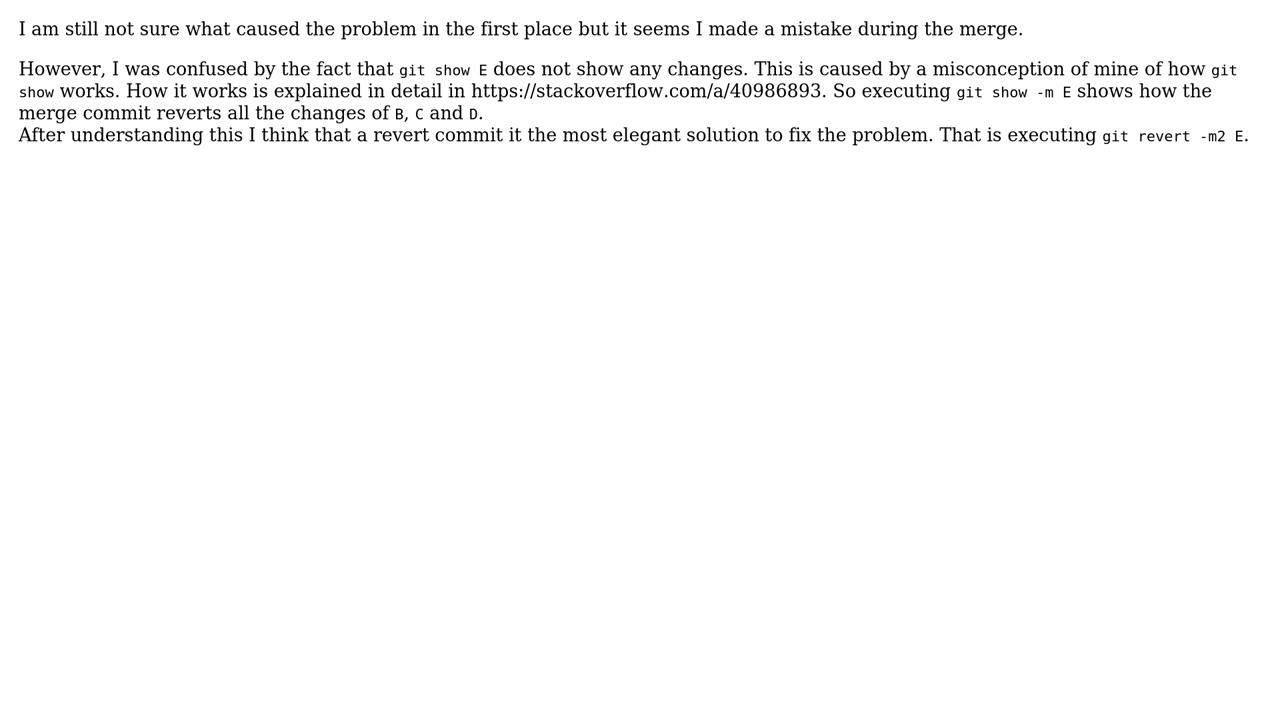 I am still not sure what caused the problem in the first place but it seems I made a mistake during the merge.
However, I was confused by the fact that git show E does not show any changes. This is caused by a misconception of mine of how git
show works. How it works is explained in detail in https://stackoverflow.com/a/40986893. So executing git show -m E shows how the
merge commit reverts all the changes of B, C and D.
After understanding this I think that a revert commit it the most elegant solution to fix the problem. That is executing git revert -m2 E.